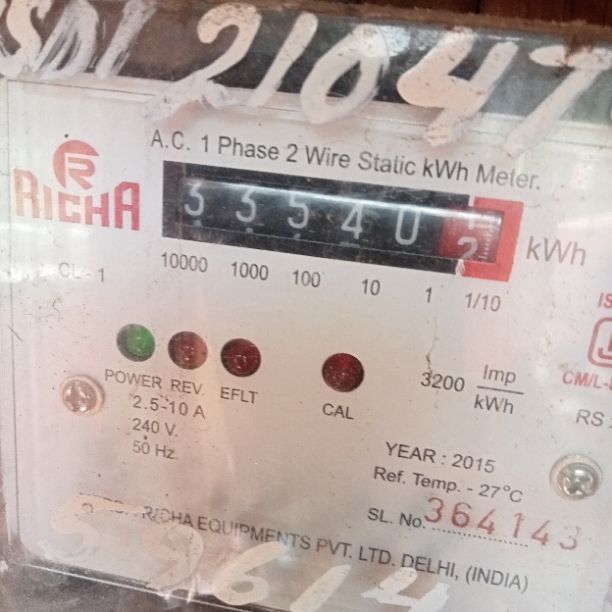 SDI 21047
A.C. 1 Phase 2 Wire Static kWh Meter.
RICHA
3 3 5 4 0 2 kWh
CL - 1 10000 1000 100 10 1 1/10
POWER REV. EFLT CAL
3200 Imp/kWh
CM/L-
2.5-10 A
240 V.
50 Hz.
RS
YEAR : 2015
Ref. Temp. - 27°C
SL. No. 364143
RICHA EQUIPMENTS PVT. LTD. DELHI, (INDIA)